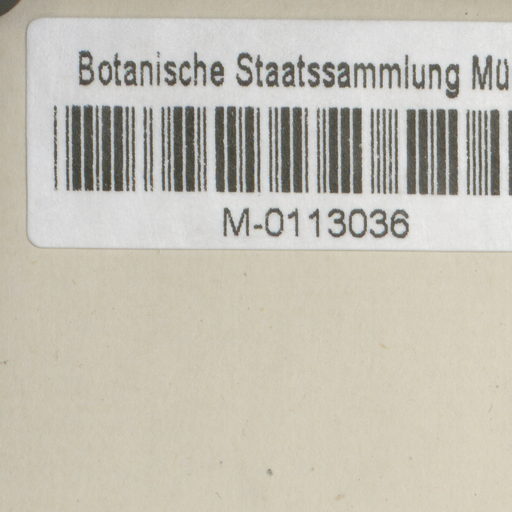 Botanische Staatssammlung Mü
M-0113036